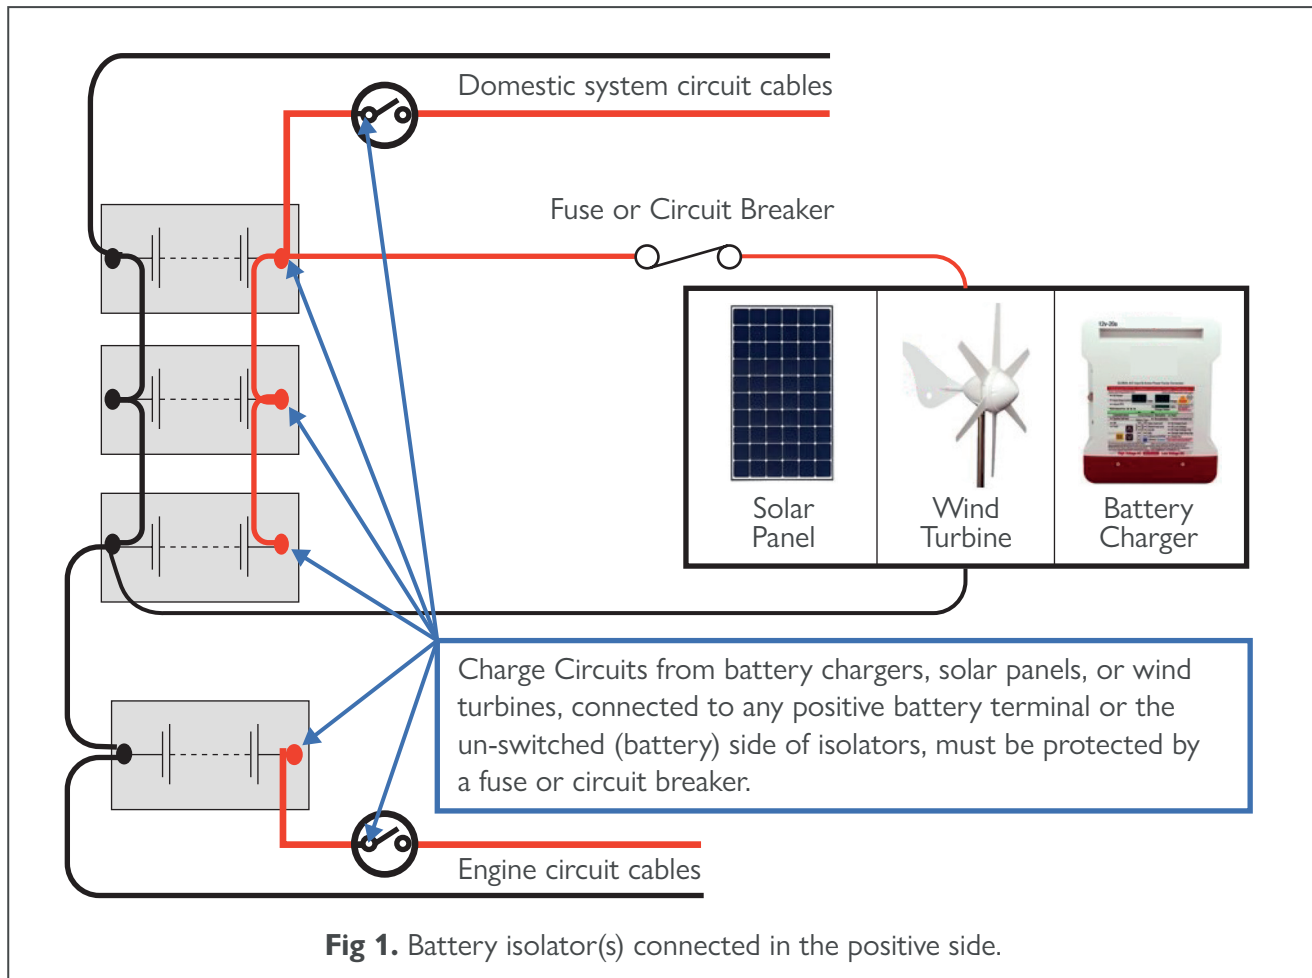 Domestic system circuit cables
Fuse or Circuit Breaker
12v-20a
Solar
Panel
Wind
Turbine
Battery
Charger
Charge Circuits from battery chargers, solar panels, or wind
turbines, connected to any positive battery terminal or the
un-switched (battery) side of isolators, must be protected by
a fuse or circuit breaker.
Engine circuit cables
Fig 1. Battery isolator(s) connected in the positive side.